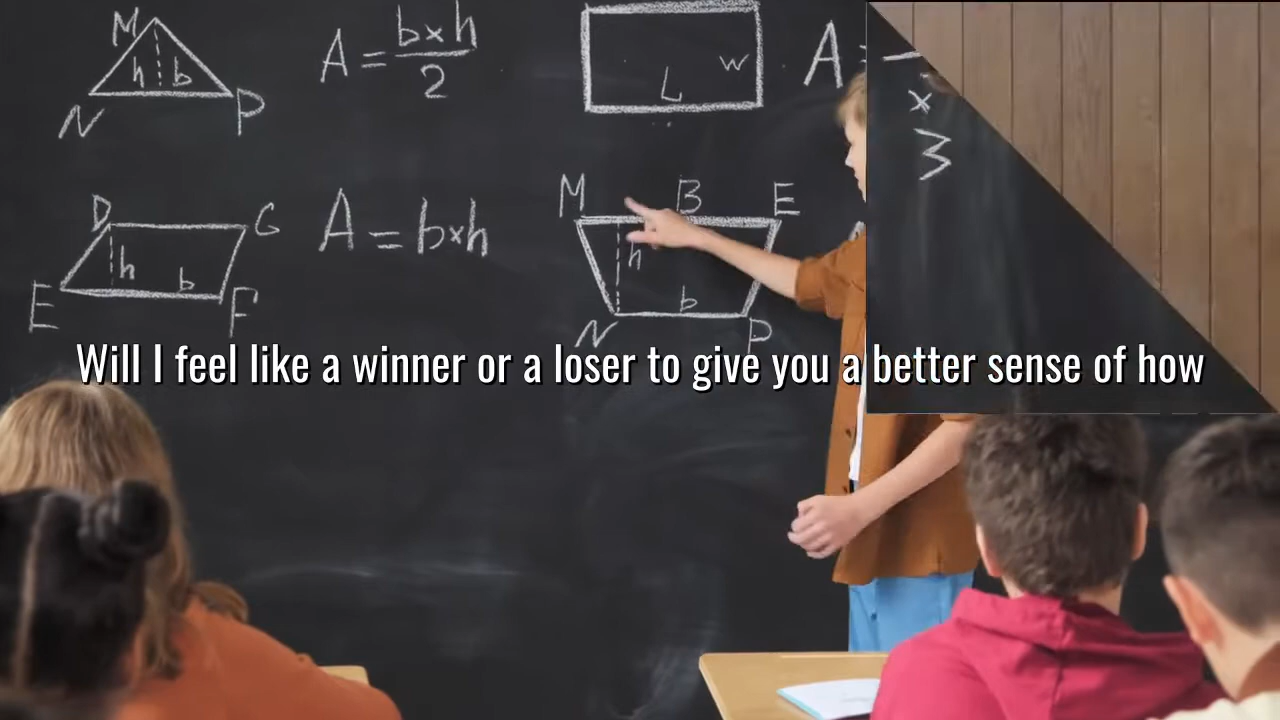 M
h b
N P
A = b×h
2
L w
A =
x
3
D G
h b
E F
A = b×h
M B E
h
b
N P
Will I feel like a winner or a loser to give you a better sense of how